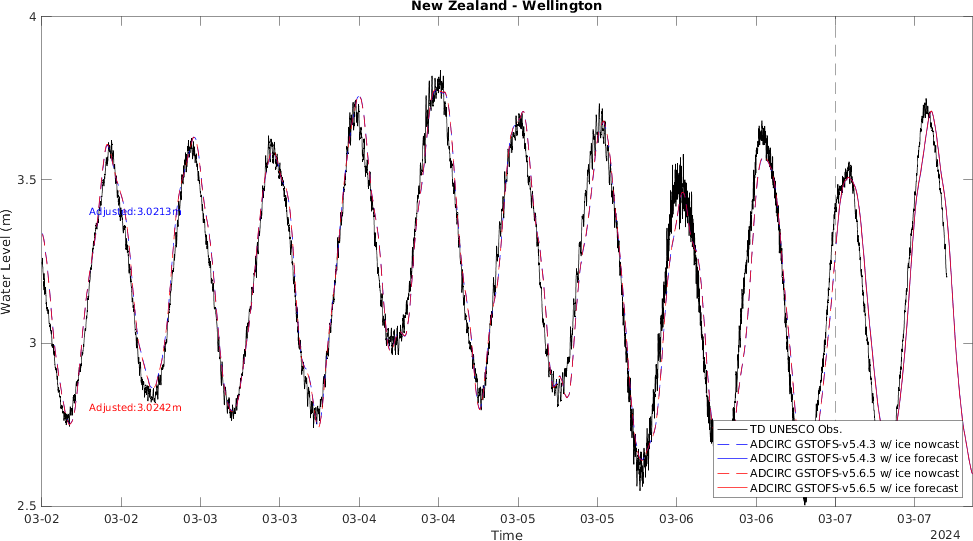 New Zealand - Wellington
4
3.5
3
2.5
Water Level (m)
Adjusted:3.0213m
Adjusted:3.0242m
TD UNESCO Obs.
ADCIRC GSTOFS-v5.4.3 w/ ice nowcast
ADCIRC GSTOFS-v5.4.3 w/ ice forecast
ADCIRC GSTOFS-v5.6.5 w/ ice nowcast
ADCIRC GSTOFS-v5.6.5 w/ ice forecast
03-02 03-02 03-03 03-03 03-04 03-04 03-05 03-05 03-06 03-06 03-07 03-07
Time
2024